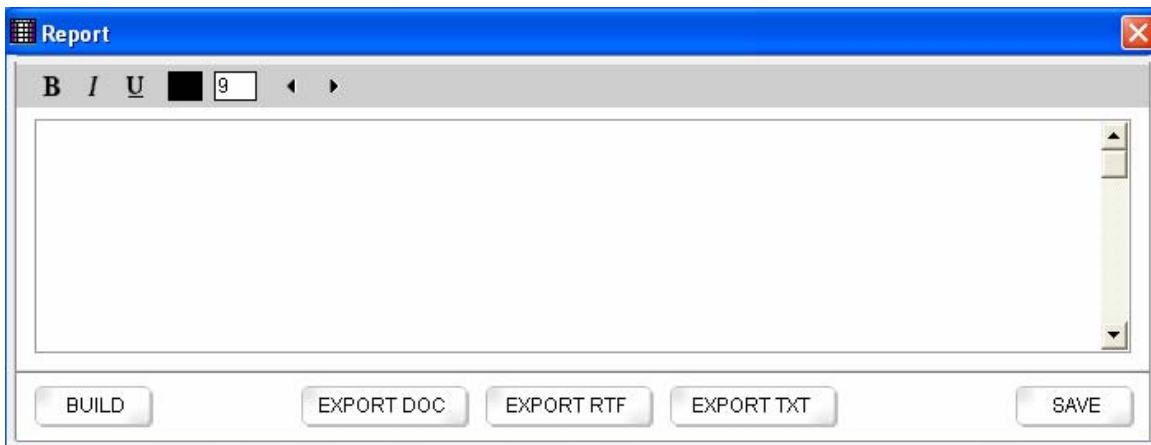 Report
B I U 9
BUILD EXPORT DOC EXPORT RTF EXPORT TXT SAVE